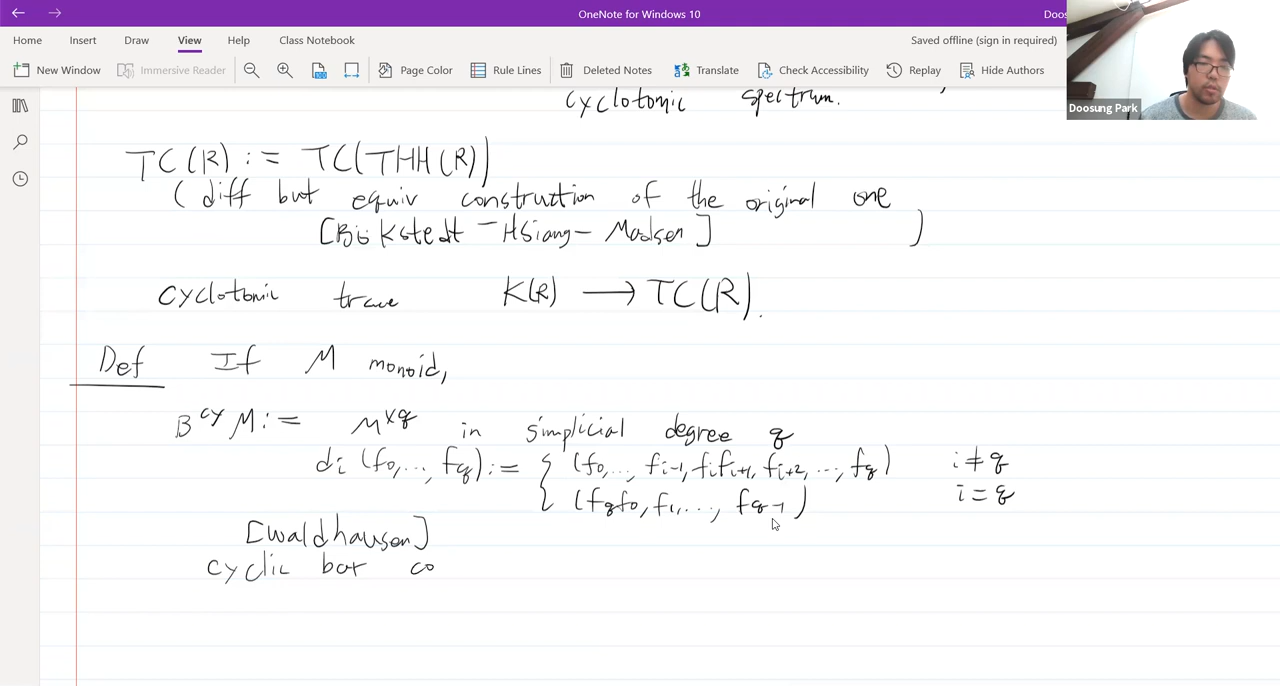 OneNote for Windows 10
Doos
Home Insert Draw View Help Class Notebook Saved offline (sign in required)
New Window Immersive Reader Page Color Rule Lines Deleted Notes Translate Check Accessibility Replay Hide Authors
Doosung Park
cyclotomic spectrum.
TC(R) := TC(THH(R))
( diff but equiv construction of the original one
[Bökstedt - Hsiang - Madsen] )
cyclotomic trace K(R) → TC(R).
Def If M monoid,
B^{cy} M := M^{×q} in simplicial degree q
d_i (f_0, ..., f_q) := { (f_0, ..., f_{i-1}, f_i f_{i+1}, f_{i+2}, ..., f_q) i ≠ q
{ (f_q f_0, f_1, ..., f_{q-1}) i = q
[Waldhausen]
cyclic bar co